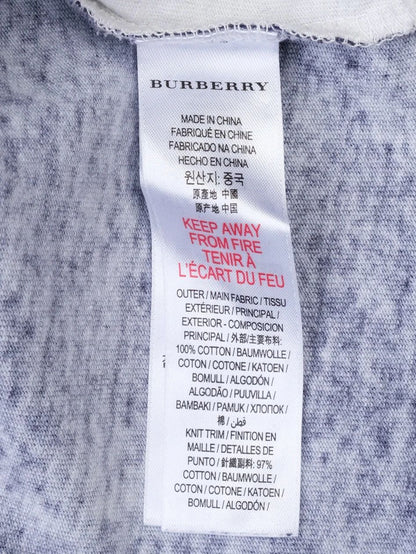 BURBERRY
MADE IN CHINA
FABRIQUÉ EN CHINE
FABRICADO NA CHINA
HECHO EN CHINA
원산지: 중국
原產地 中國
原产地 中国
KEEP AWAY
FROM FIRE
TENIR À
L'ÉCART DU FEU
OUTER / MAIN FABRIC / TISSU
EXTÉRIEUR / PRINCIPAL /
EXTERIOR - COMPOSICION
PRINCIPAL / 外部/主要布料:
100% COTTON / BAUMWOLLE /
COTON / COTONE / KATOEN /
BOMULL / ALGODÓN /
ALGODÃO / PUUVILLA /
BAMBAKI / PAMUK / ХЛОПОК /
棉 / قطن /
KNIT TRIM / FINITION EN
MAILLE / DETALLES DE
PUNTO / 針織副料: 97%
COTTON / BAUMWOLLE /
COTON / COTONE / KATOEN /
BOMULL / ALGODÓN /